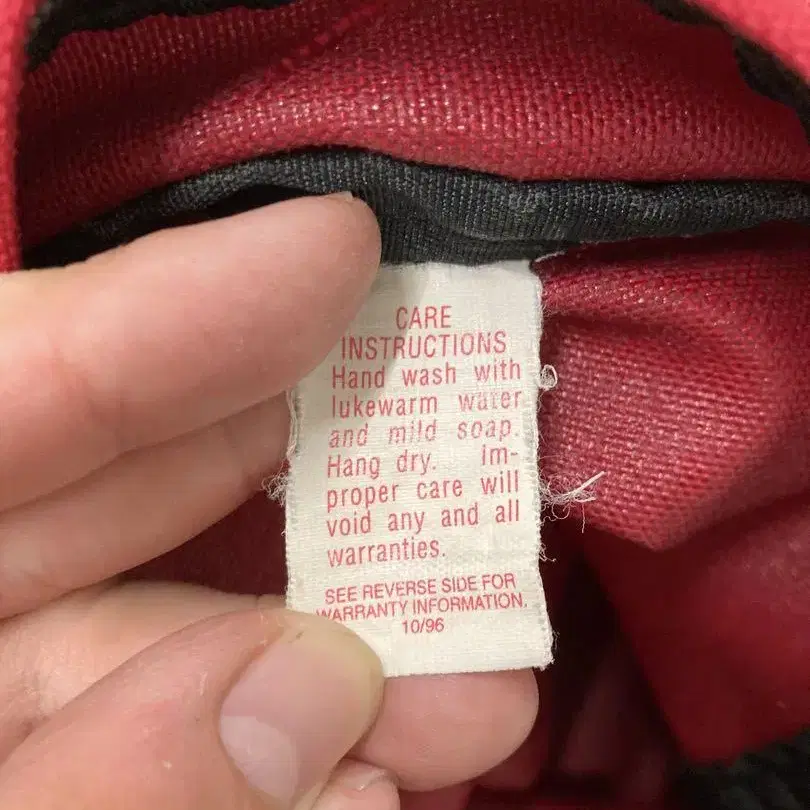 CARE
INSTRUCTIONS
Hand wash with
lukewarm water
and mild soap.
Hang dry. Im-
proper care will
void any and all
warranties.
SEE REVERSE SIDE FOR
WARRANTY INFORMATION.
10/96